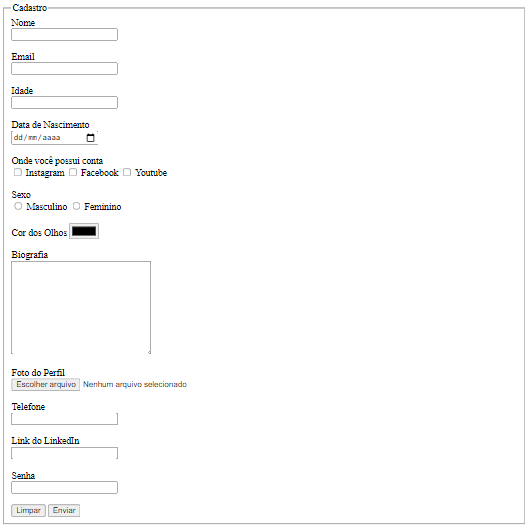 Cadastro
Nome
Email
Idade
Data de Nascimento
dd/mm/aaaa
Onde você possui conta
Instagram Facebook Youtube
Sexo
Masculino Feminino
Cor dos Olhos
Biografia
Foto do Perfil
Escolher arquivo Nenhum arquivo selecionado
Telefone
Link do LinkedIn
Senha
Limpar Enviar